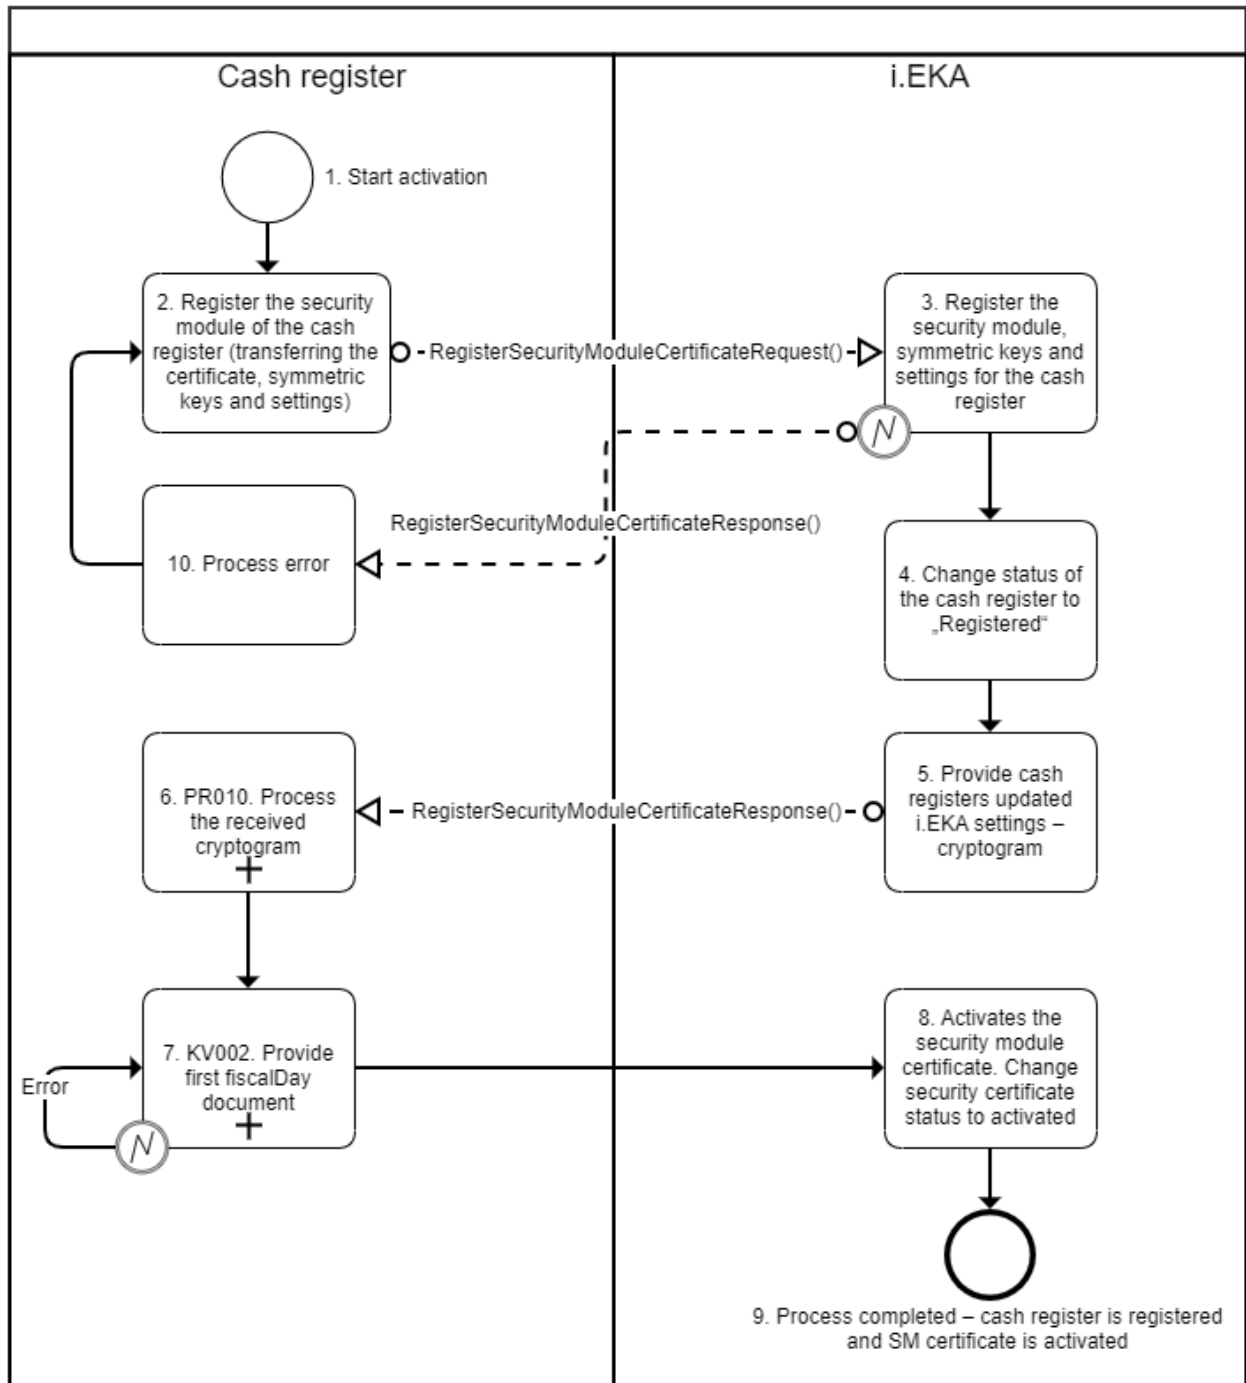 Cash register
i.EKA
1. Start activation
2. Register the security
module of the cash
register (transferring the
certificate, symmetric
keys and settings)
RegisterSecurityModuleCertificateRequest()
3. Register the
security module,
symmetric keys and
settings for the cash
register
RegisterSecurityModuleCertificateResponse()
10. Process error
4. Change status of
the cash register to
„Registered“
5. Provide cash
registers updated
i.EKA settings –
cryptogram
RegisterSecurityModuleCertificateResponse()
6. PR010. Process
the received
cryptogram
7. KV002. Provide
first fiscalDay
document
Error
8. Activates the
security module
certificate. Change
security certificate
status to activated
9. Process completed – cash register is registered
and SM certificate is activated